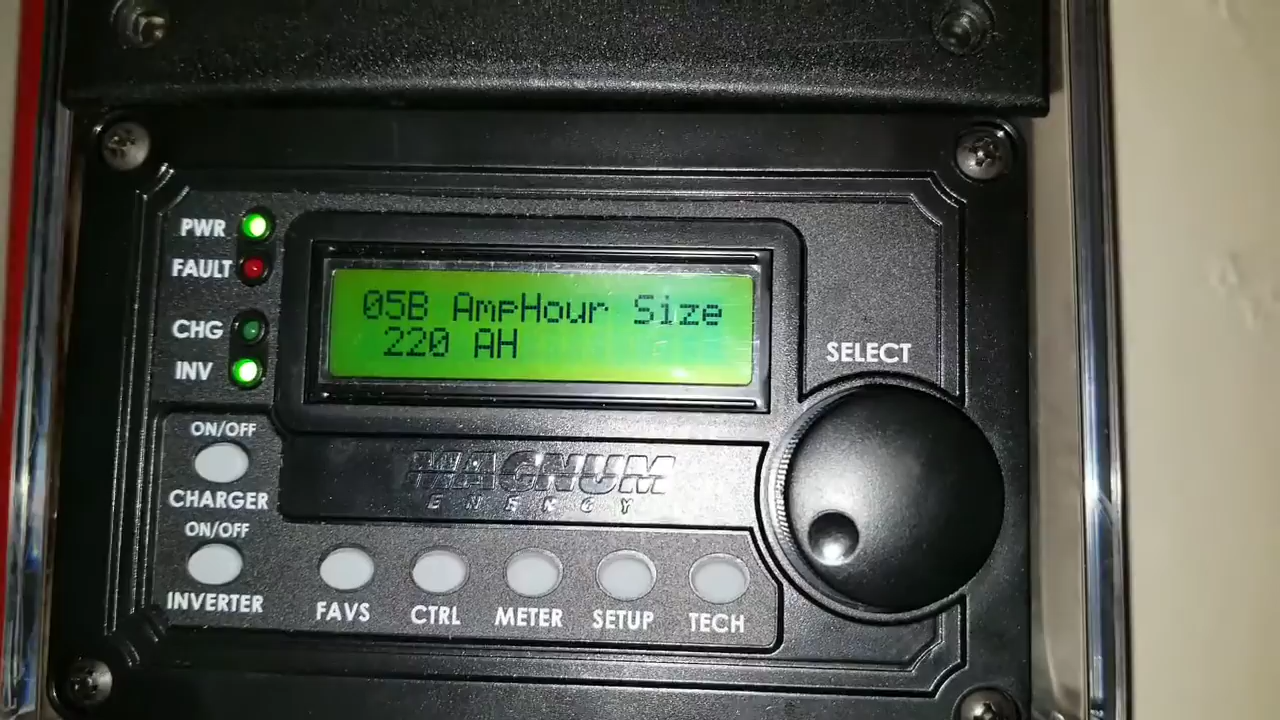 PWR
FAULT
CHG
INV
05B AmpHour Size
220 AH
SELECT
ON/OFF
CHARGER
ON/OFF
INVERTER
MAGNUM
ENERGY
FAVS
CTRL
METER
SETUP
TECH